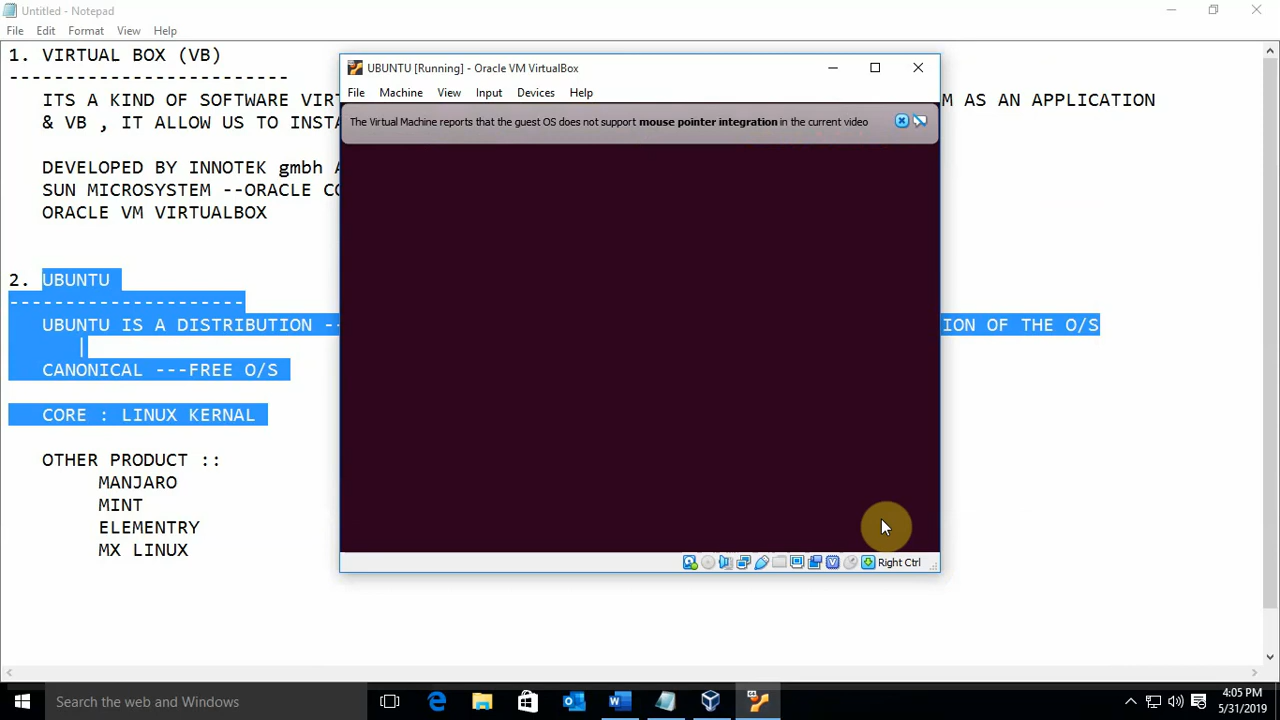 Untitled - Notepad
File Edit Format View Help
1. VIRTUAL BOX (VB)
-------------------------
ITS A KIND OF SOFTWARE VIRT
M AS AN APPLICATION
& VB , IT ALLOW US TO INSTA
DEVELOPED BY INNOTEK gmbh A
SUN MICROSYSTEM --ORACLE CO
ORACLE VM VIRTUALBOX
2. UBUNTU
---------------------
UBUNTU IS A DISTRIBUTION --
ION OF THE O/S
|
CANONICAL ---FREE O/S
CORE : LINUX KERNAL
OTHER PRODUCT ::
MANJARO
MINT
ELEMENTRY
MX LINUX
UBUNTU [Running] - Oracle VM VirtualBox
File Machine View Input Devices Help
The Virtual Machine reports that the guest OS does not support mouse pointer integration in the current video
Right Ctrl
Search the web and Windows
4:05 PM
5/31/2019